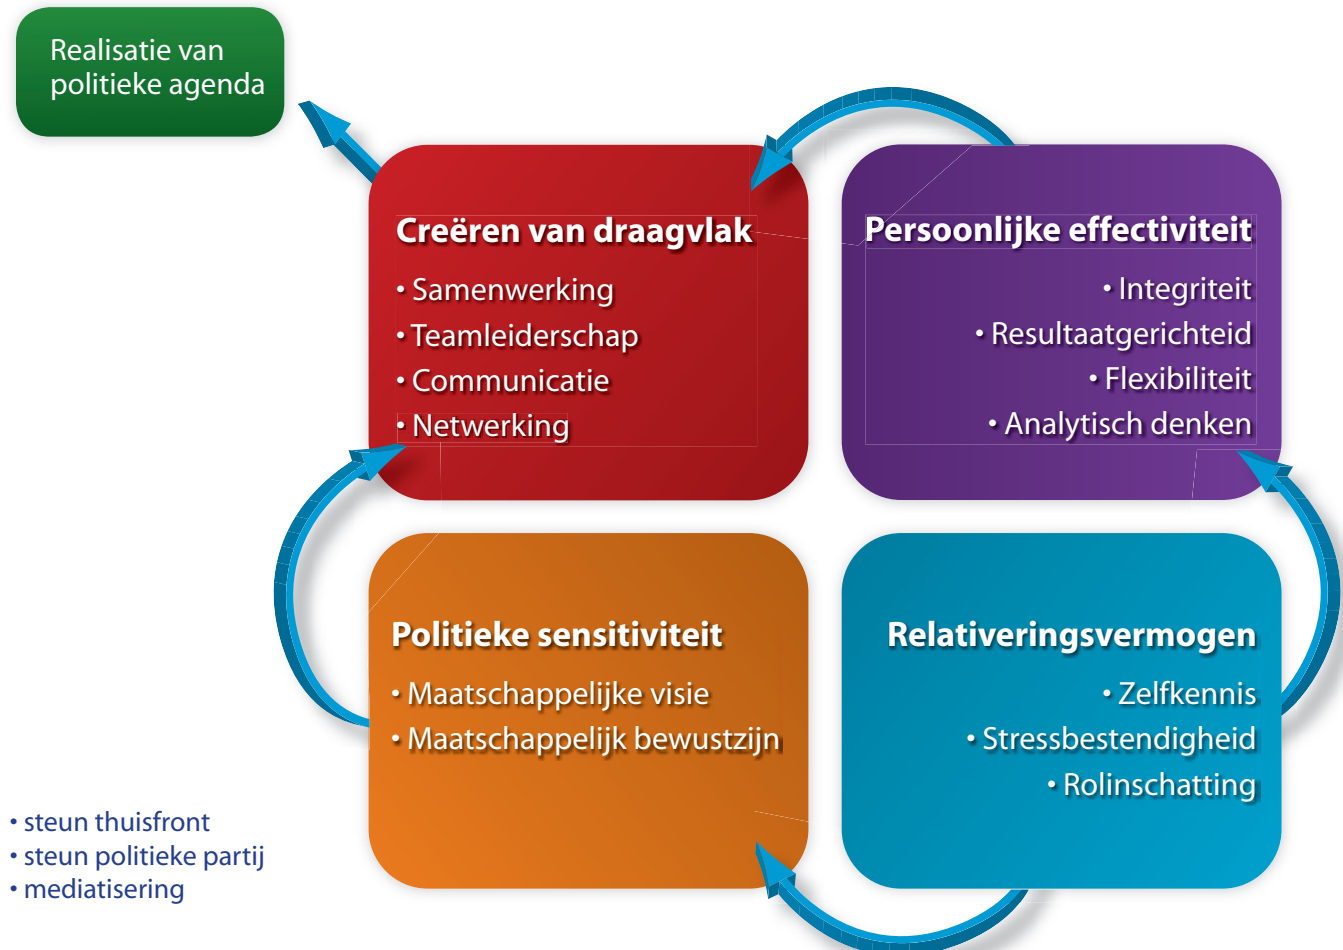 Realisatie van
politieke agenda
Creëren van draagvlak
• Samenwerking
• Teamleiderschap
• Communicatie
• Netwerking
Persoonlijke effectiviteit
• Integriteit
• Resultaatgerichteid
• Flexibiliteit
• Analytisch denken
Politieke sensitiviteit
• Maatschappelijke visie
• Maatschappelijk bewustzijn
Relativeringsvermogen
• Zelfkennis
• Stressbestendigheid
• Rolinschatting
• steun thuisfront
• steun politieke partij
• mediatisering